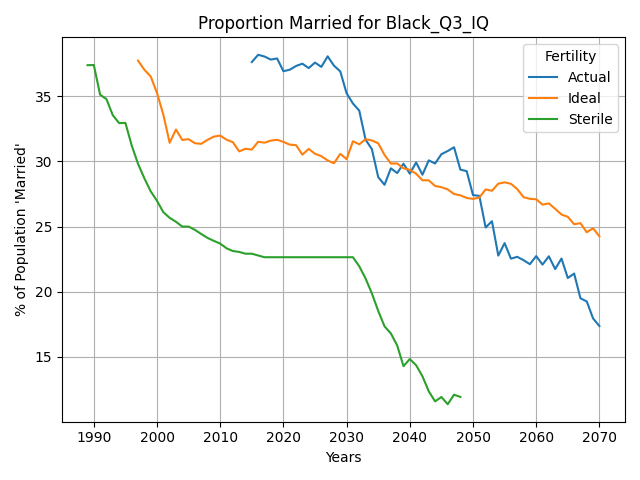 Proportion Married for Black_Q3_IQ
% of Population 'Married'
35
30
25
20
15
Fertility
Actual
Ideal
Sterile
1990 2000 2010 2020 2030 2040 2050 2060 2070
Years